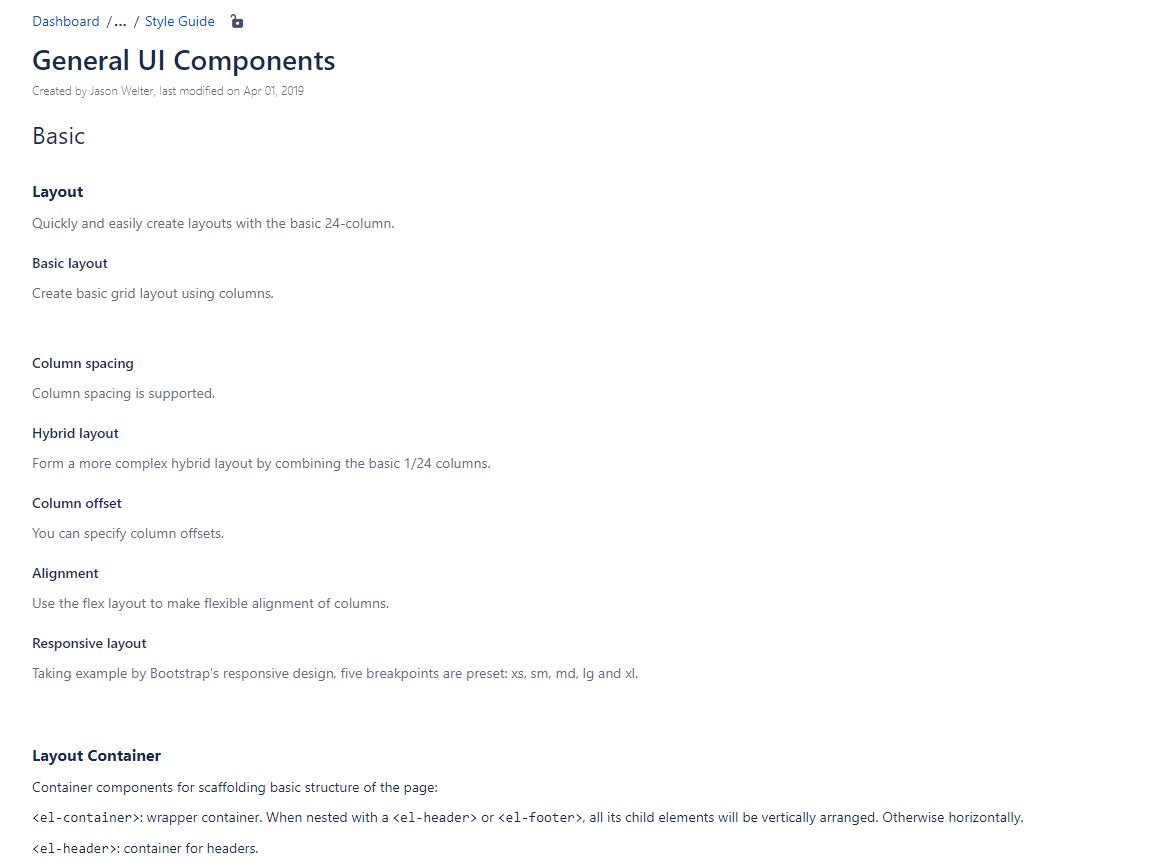 Dashboard /... / Style Guide
General UI Components
Created by Jason Welter, last modified on Apr 01, 2019
Basic
Layout
Quickly and easily create layouts with the basic 24-column.
Basic layout
Create basic grid layout using columns.
Column spacing
Column spacing is supported.
Hybrid layout
Form a more complex hybrid layout by combining the basic 1/24 columns.
Column offset
You can specify column offsets.
Alignment
Use the flex layout to make flexible alignment of columns.
Responsive layout
Taking example by Bootstrap's responsive design, five breakpoints are preset: xs, sm, md, lg and xl.
Layout Container
Container components for scaffolding basic structure of the page:
<el-container>: wrapper container. When nested with a <el-header> or <el-footer>, all its child elements will be vertically arranged. Otherwise horizontally.
<el-header>: container for headers.